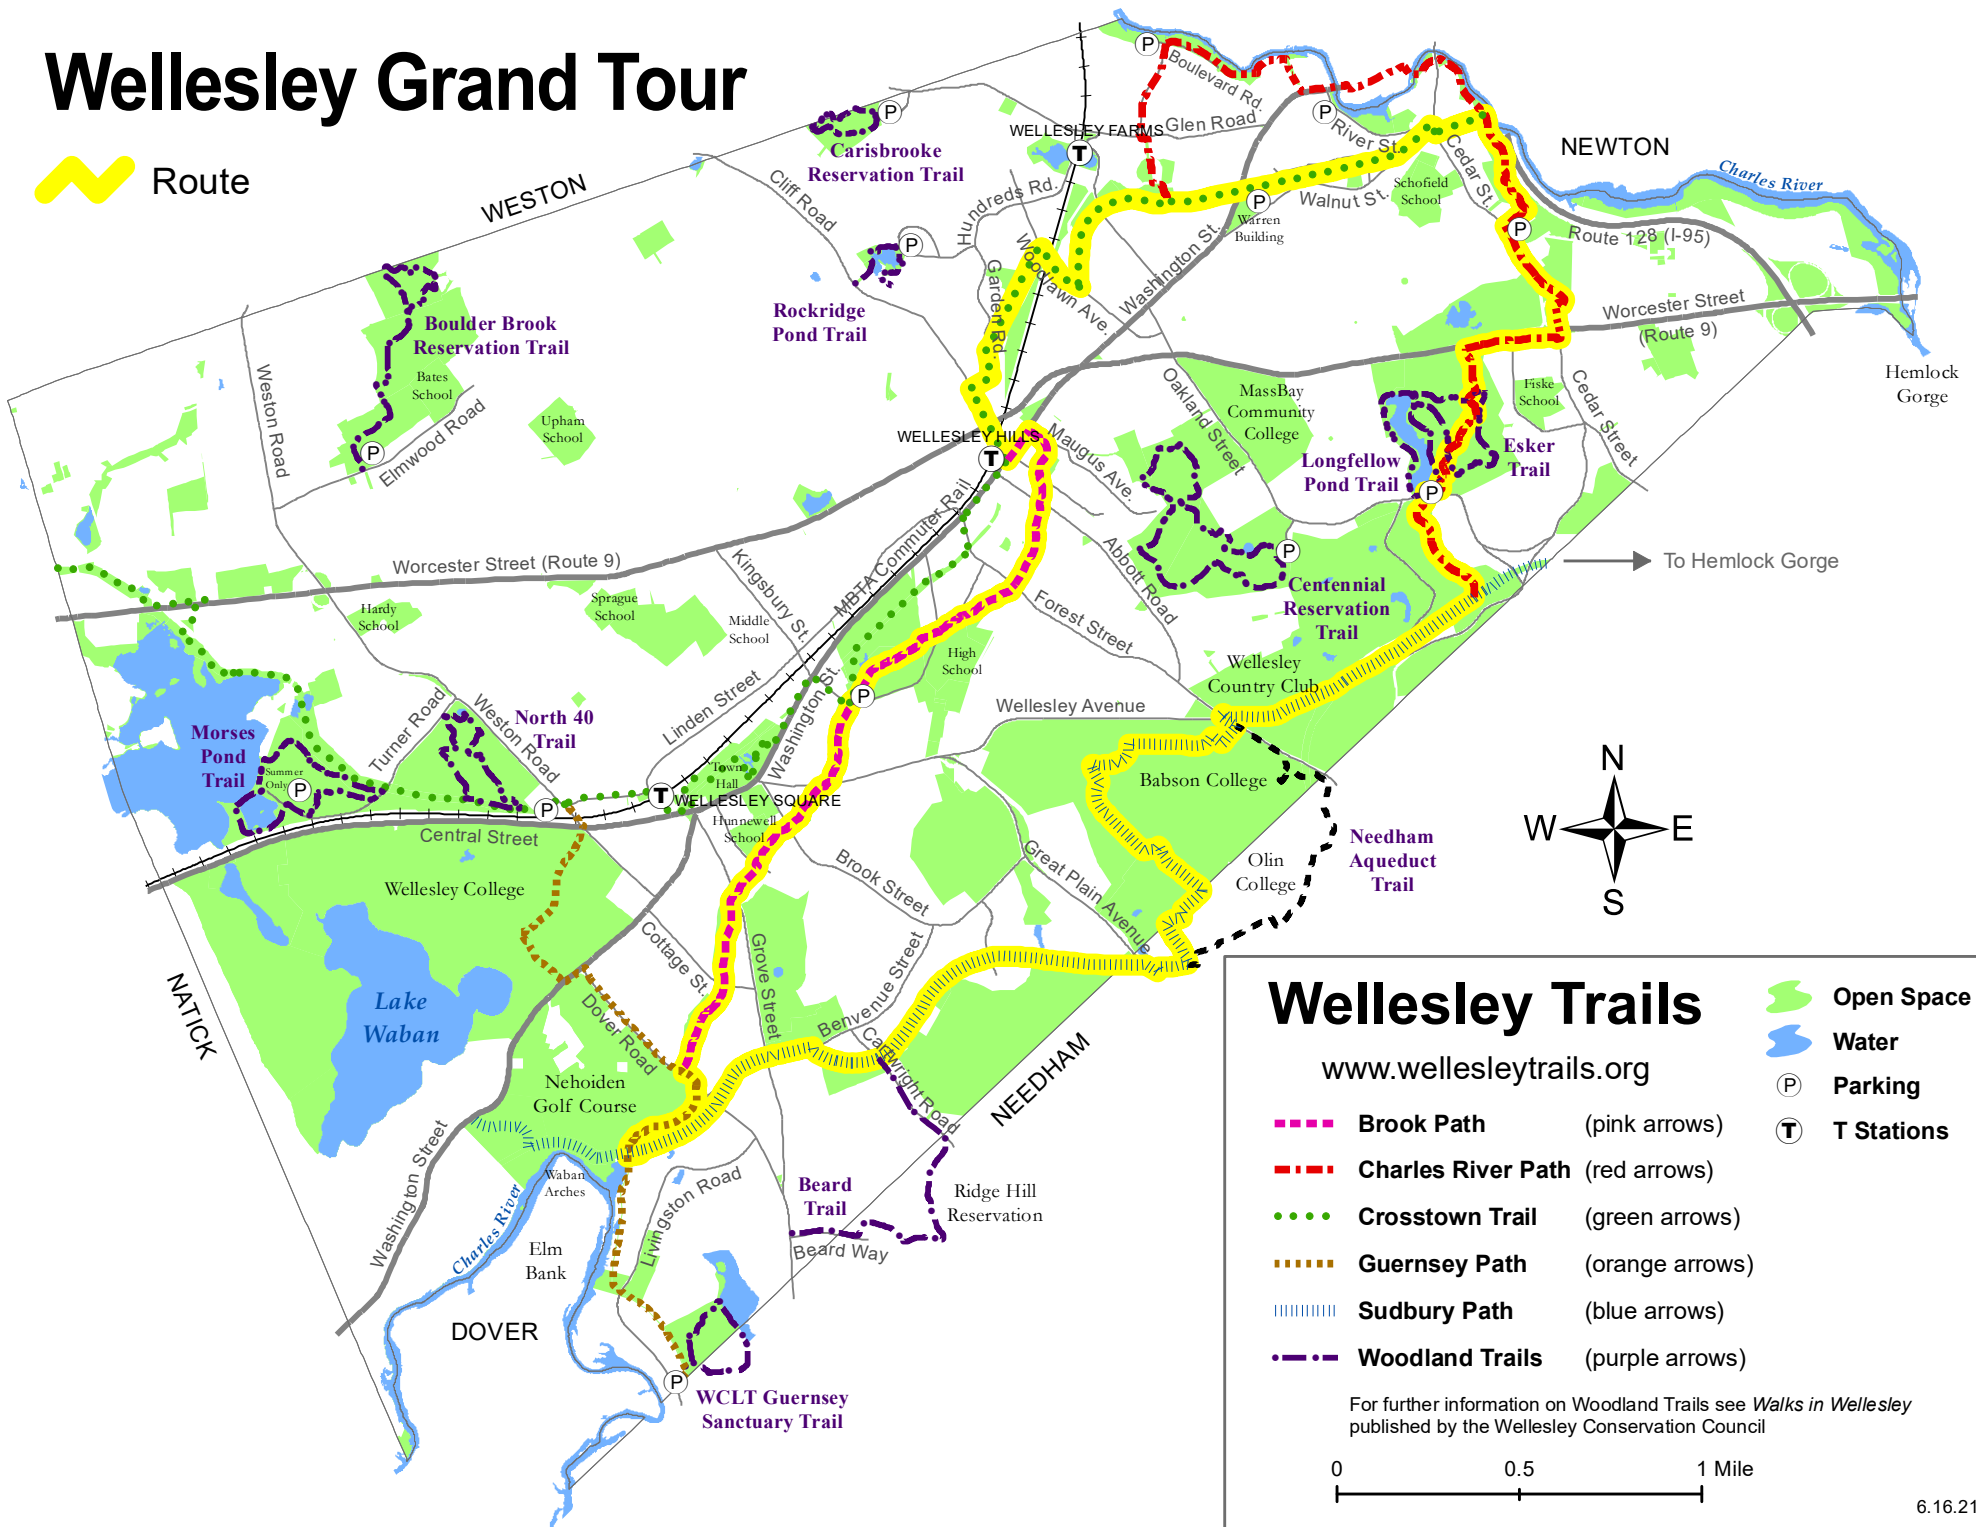 Wellesley Grand Tour
Route
WESTON
NEWTON
NATICK
DOVER
NEEDHAM
P
Boulevard Rd.
Glen Road
WELLESLEY FARMS
T
P
Carisbrooke
Reservation Trail
Cliff Road
Hundreds Rd.
P
River St.
Cedar St.
Walnut St.
Schofield
School
P
Warren
Building
P
Charles River
Route 128 (I-95)
Worcester Street
(Route 9)
Hemlock
Gorge
P
Rockridge
Pond Trail
Garden Rd.
Woodlawn Ave.
Washington St.
Boulder Brook
Reservation Trail
Bates
School
P
Elmwood Road
Weston Road
Upham
School
WELLESLEY HILLS
T
Maugus Ave.
Oakland Street
MassBay
Community
College
Fiske
School
Cedar Street
Longfellow
Pond Trail
Esker
Trail
P
To Hemlock Gorge
P
Centennial
Reservation
Trail
Abbott Road
Forest Street
MBTA Commuter Rail
Worcester Street (Route 9)
Kingsbury St.
Hardy
School
Sprague
School
Middle
School
High
School
P
Wellesley
Country Club
Wellesley Avenue
Linden Street
Washington St.
Turner Road
Weston Road
North 40
Trail
Morses
Pond
Trail
Summer
Only
P
P
T
Town
Hall
WELLESLEY SQUARE
Hunnewell
School
Central Street
Wellesley College
Babson College
Olin
College
Needham
Aqueduct
Trail
Brook Street
Great Plain Avenue
Cottage St.
Grove Street
Benvenue Street
Cartwright Road
Dover Road
Lake
Waban
Nehoiden
Golf Course
Waban
Arches
Washington Street
Charles River
Elm
Bank
Livingston Road
Beard
Trail
Beard Way
Ridge Hill
Reservation
P
WCLT Guernsey
Sanctuary Trail
N
W
E
S
Wellesley Trails
www.wellesleytrails.org
Open Space
Water
P
Parking
T
T Stations
Brook Path (pink arrows)
Charles River Path (red arrows)
Crosstown Trail (green arrows)
Guernsey Path (orange arrows)
Sudbury Path (blue arrows)
Woodland Trails (purple arrows)
For further information on Woodland Trails see Walks in Wellesley
published by the Wellesley Conservation Council
0 0.5 1 Mile
6.16.21